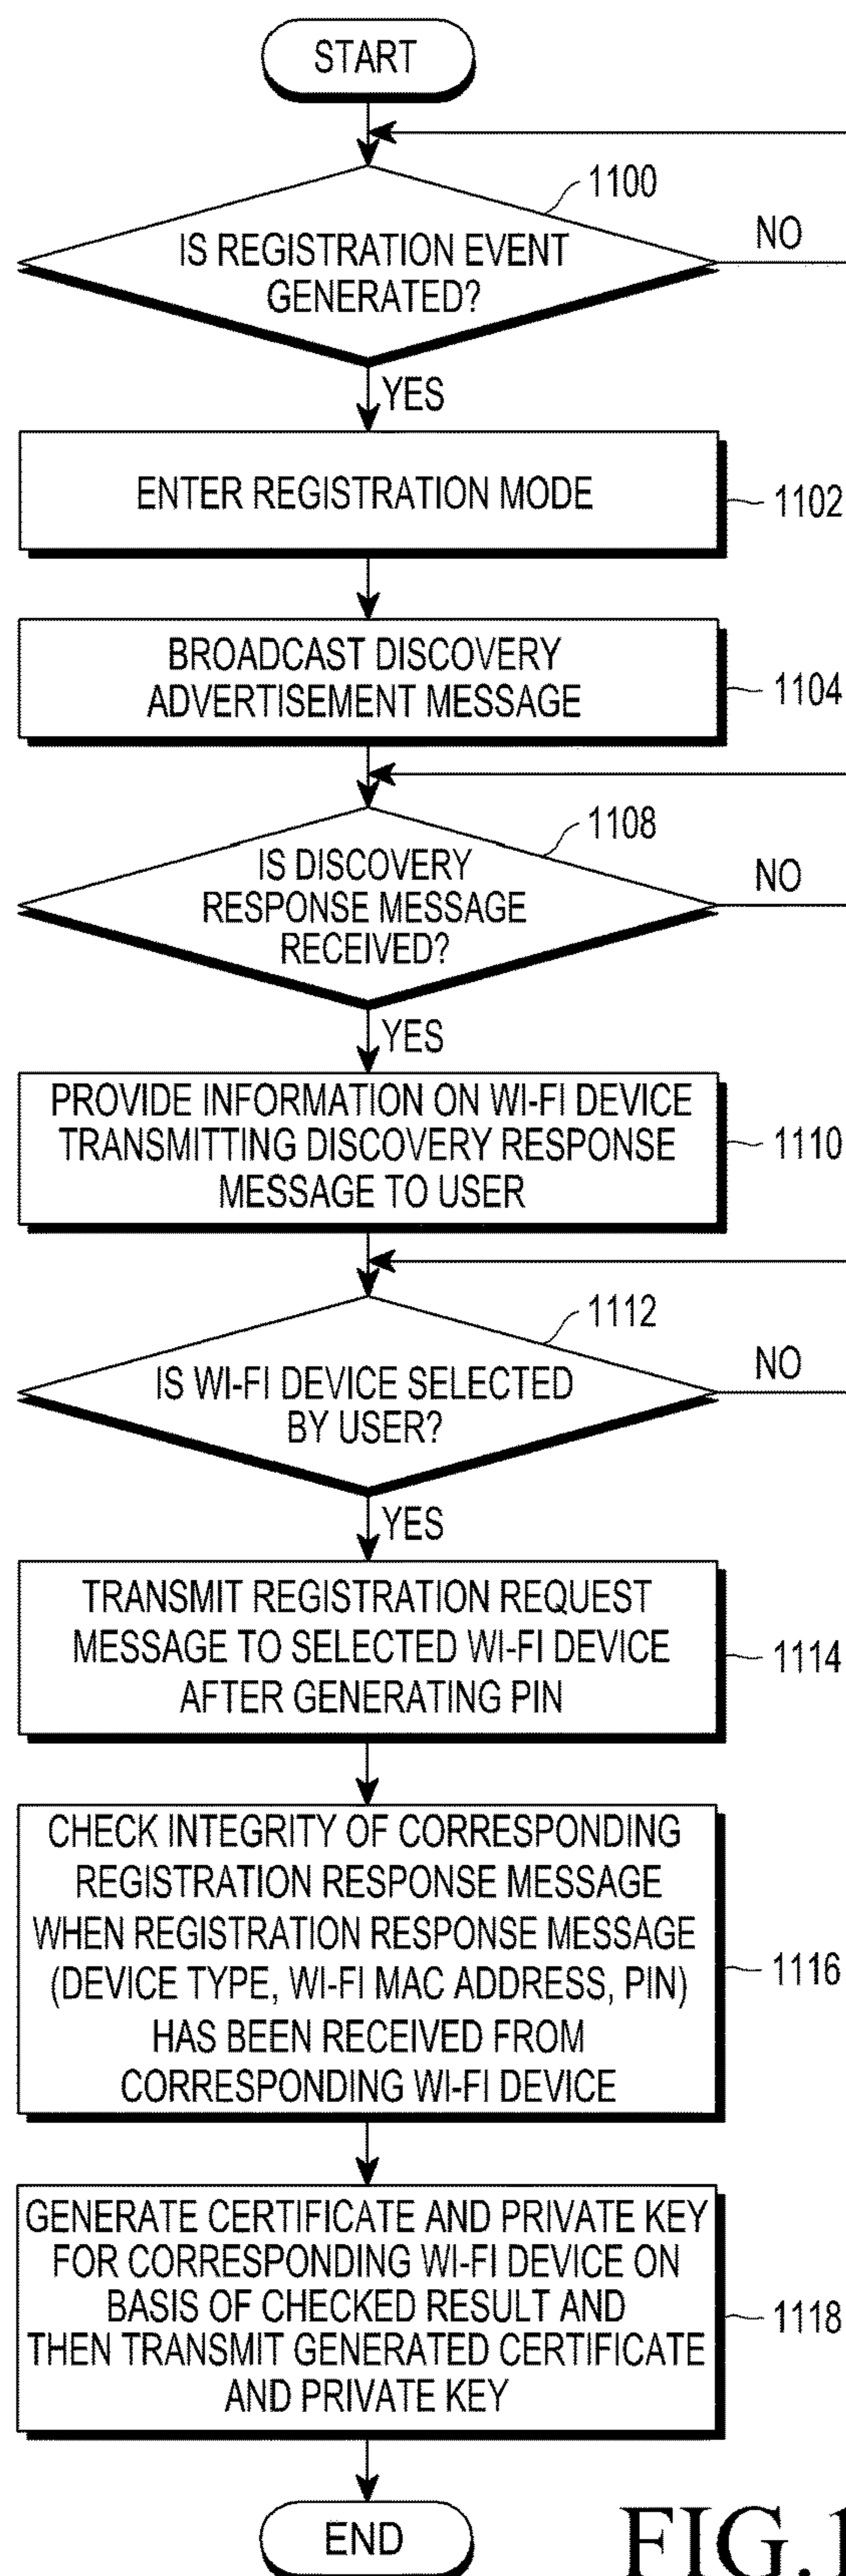 START
1100
IS REGISTRATION EVENT
GENERATED?
NO
YES
ENTER REGISTRATION MODE
1102
BROADCAST DISCOVERY
ADVERTISEMENT MESSAGE
1104
1108
IS DISCOVERY
RESPONSE MESSAGE
RECEIVED?
NO
YES
PROVIDE INFORMATION ON WI-FI DEVICE
TRANSMITTING DISCOVERY RESPONSE
MESSAGE TO USER
1110
1112
IS WI-FI DEVICE SELECTED
BY USER?
NO
YES
TRANSMIT REGISTRATION REQUEST
MESSAGE TO SELECTED WI-FI DEVICE
AFTER GENERATING PIN
1114
CHECK INTEGRITY OF CORRESPONDING
REGISTRATION RESPONSE MESSAGE
WHEN REGISTRATION RESPONSE MESSAGE
(DEVICE TYPE, WI-FI MAC ADDRESS, PIN)
HAS BEEN RECEIVED FROM
CORRESPONDING WI-FI DEVICE
1116
GENERATE CERTIFICATE AND PRIVATE KEY
FOR CORRESPONDING WI-FI DEVICE ON
BASIS OF CHECKED RESULT AND
THEN TRANSMIT GENERATED CERTIFICATE
AND PRIVATE KEY
1118
END
FIG.1